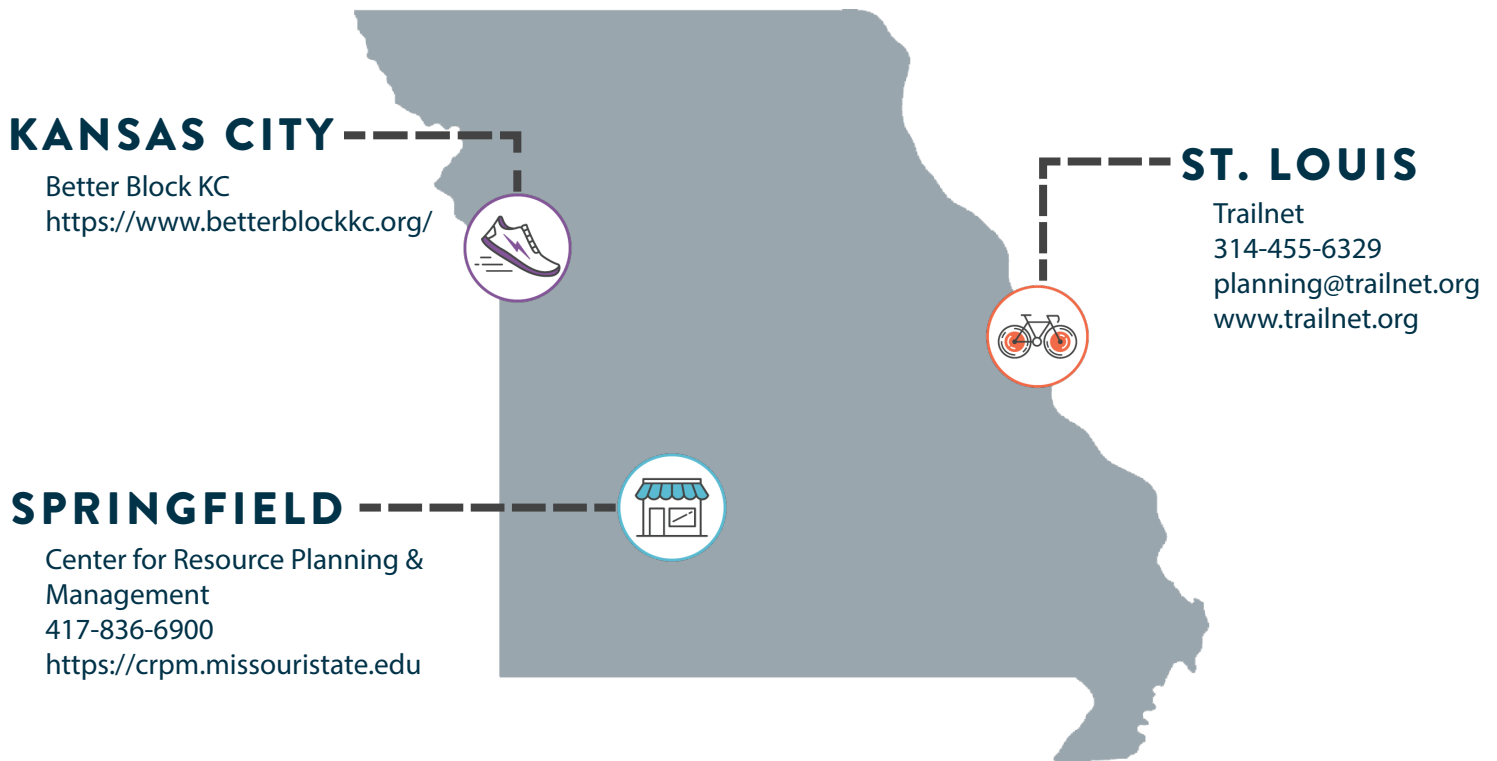 KANSAS CITY
Better Block KC
https://www.betterblockkc.org/
ST. LOUIS
Trailnet
314-455-6329
planning@trailnet.org
www.trailnet.org
SPRINGFIELD
Center for Resource Planning &
Management
417-836-6900
https://crpm.missouristate.edu